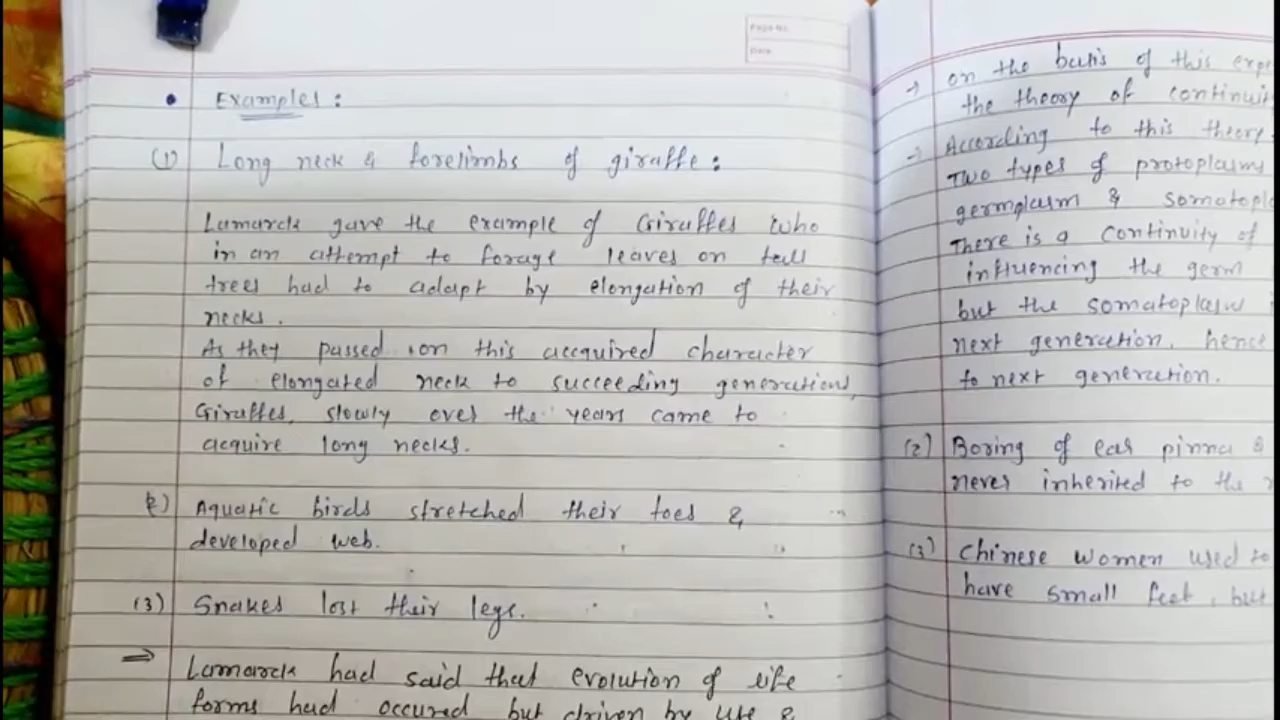 Page No.
Date
• Examples:
(1) Long neck & forelimbs of giraffe:
Lamarck gave the example of Giraffes who
in an attempt to forage leaves on tall
trees had to adapt by elongation of their
necks.
As they passed on this accquired character
of elongated neck to succeeding generations,
Giraffes, slowly over the years came to
acquire long necks.
2) Aquatic birds stretched their toes &
developed web.
(3) Snakes lost their legs.
⇒ Lamarck had said that evolution of life
forms had occured but driven by use &
→ on the basis of this
the theory of
→ According to this theory
Two types of protoplasms
germplasm &
There is a continuity of
influencing the germ
but the somatoplasm
next generation, hence
to next generation.
(2) Boring of ear pinna &
never inherited to the
(3) Chinese women used to
have small feet, but